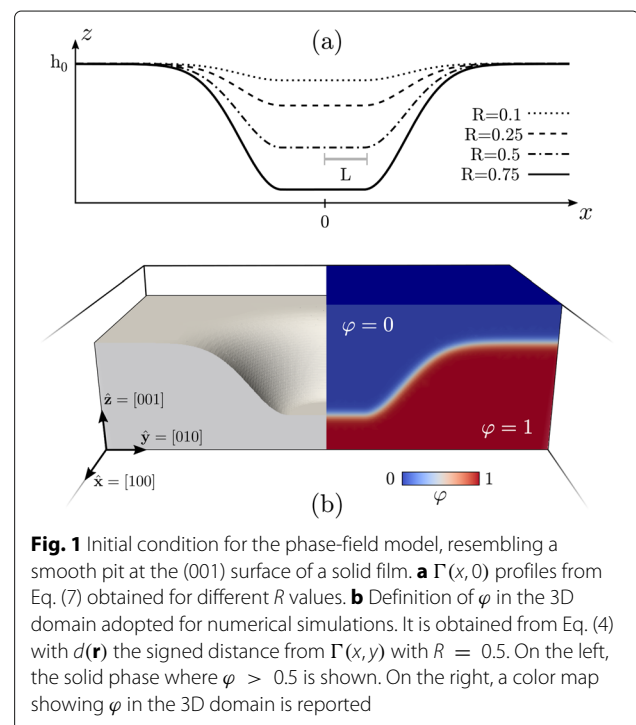 z
(a)
h₀
R=0.1
R=0.25
R=0.5
R=0.75
L
0
x
φ = 0
ẑ = [001]
ŷ = [010]
φ = 1
x̂ = [100]
0
1
φ
(b)
Fig. 1 Initial condition for the phase-field model, resembling a
smooth pit at the (001) surface of a solid film. a Γ(x, 0) profiles from
Eq. (7) obtained for different R values. b Definition of φ in the 3D
domain adopted for numerical simulations. It is obtained from Eq. (4)
with d(r) the signed distance from Γ(x, y) with R = 0.5. On the left,
the solid phase where φ > 0.5 is shown. On the right, a color map
showing φ in the 3D domain is reported